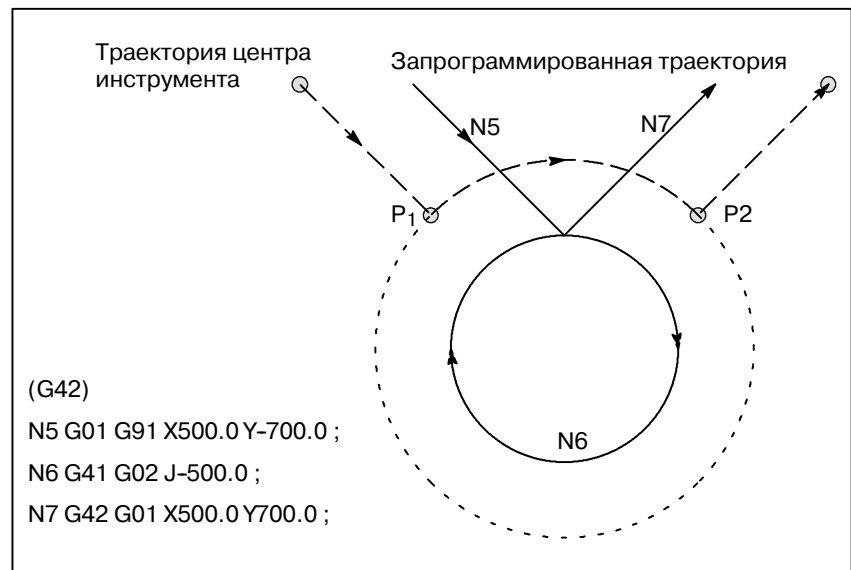 Траектория центра
инструмента
Запрограммированная траектория
N5
N7
P1
P2
N6
(G42)
N5 G01 G91 X500.0 Y-700.0 ;
N6 G41 G02 J-500.0 ;
N7 G42 G01 X500.0 Y700.0 ;